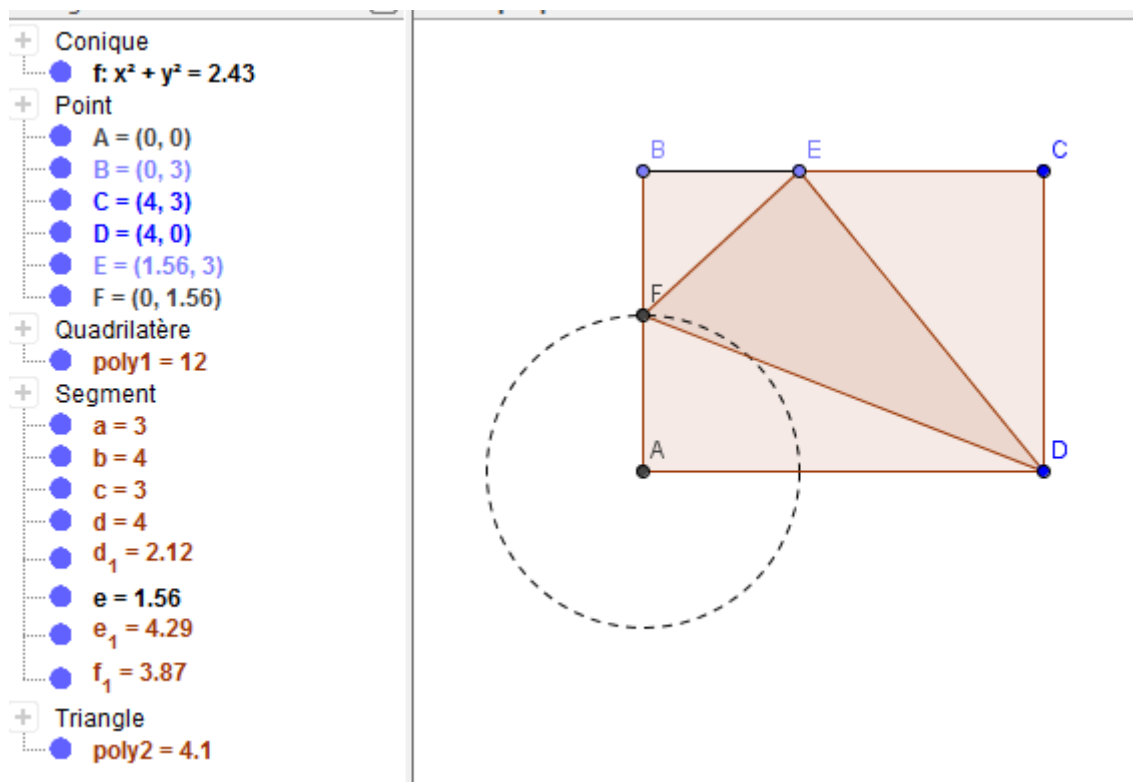 Conique
f: x² + y² = 2.43
Point
A = (0, 0)
B = (0, 3)
C = (4, 3)
D = (4, 0)
E = (1.56, 3)
F = (0, 1.56)
Quadrilatère
poly1 = 12
Segment
a = 3
b = 4
c = 3
d = 4
d₁ = 2.12
e = 1.56
e₁ = 4.29
f₁ = 3.87
Triangle
poly2 = 4.1
B E C
F
A D